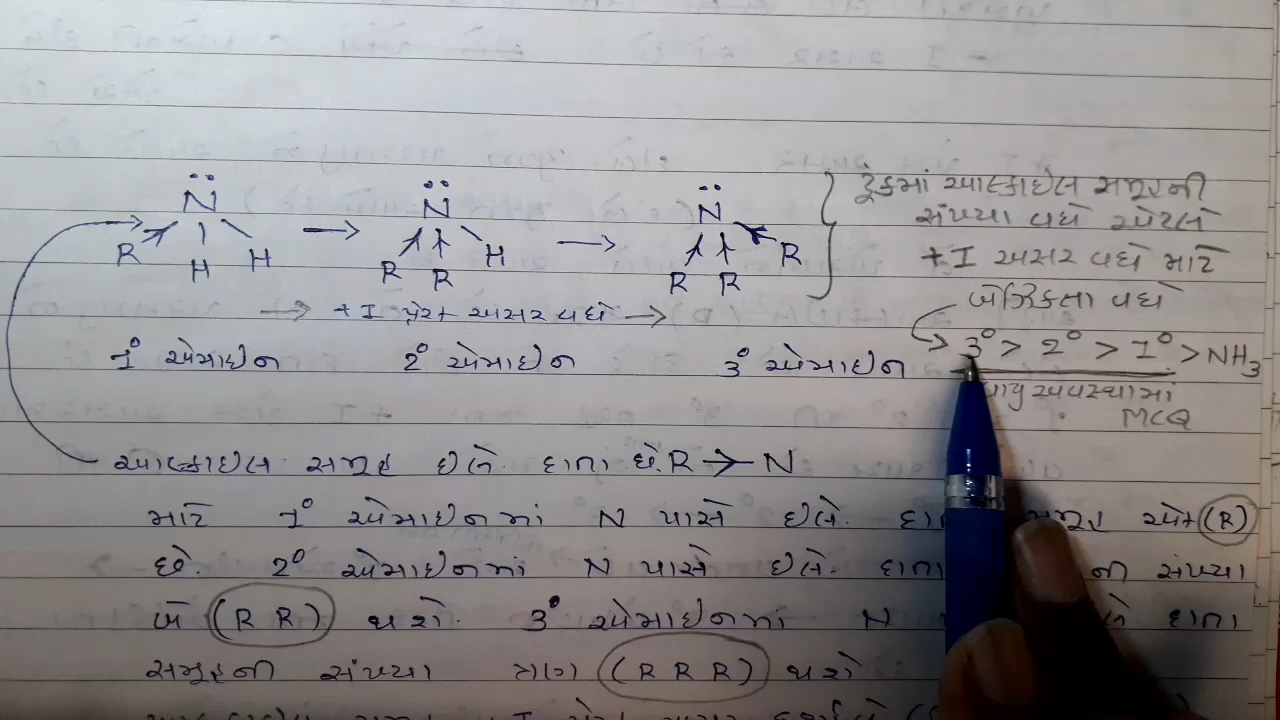 N̈ → N̈ → N̈
R H H R R H R R R
ટૂંકમાં આલ્કાઈલ સમૂહની
સંખ્યા વધે એટલે
+I અસર વધે માટે
બેઝિકતા વધે
→ +I પ્રેરક અસર વધે →
1° એમાઇન 2° એમાઇન 3° એમાઇન
3° > 2° > 1° > NH3
વાયુ અવસ્થામાં
MCQ
આલ્કાઇલ સમૂહ ઇલે. દાતા છે. R → N
માટે 1° એમાઇનમાં N પાસે ઇલે. સમૂહ એક (R)
છે. 2° એમાઇનમાં N પાસે ઇલે. ની સંખ્યા
બે (R R) થશે. 3° એમાઇનમાં N દાતા
સમૂહની સંખ્યા ત્રણ (R R R) થશે